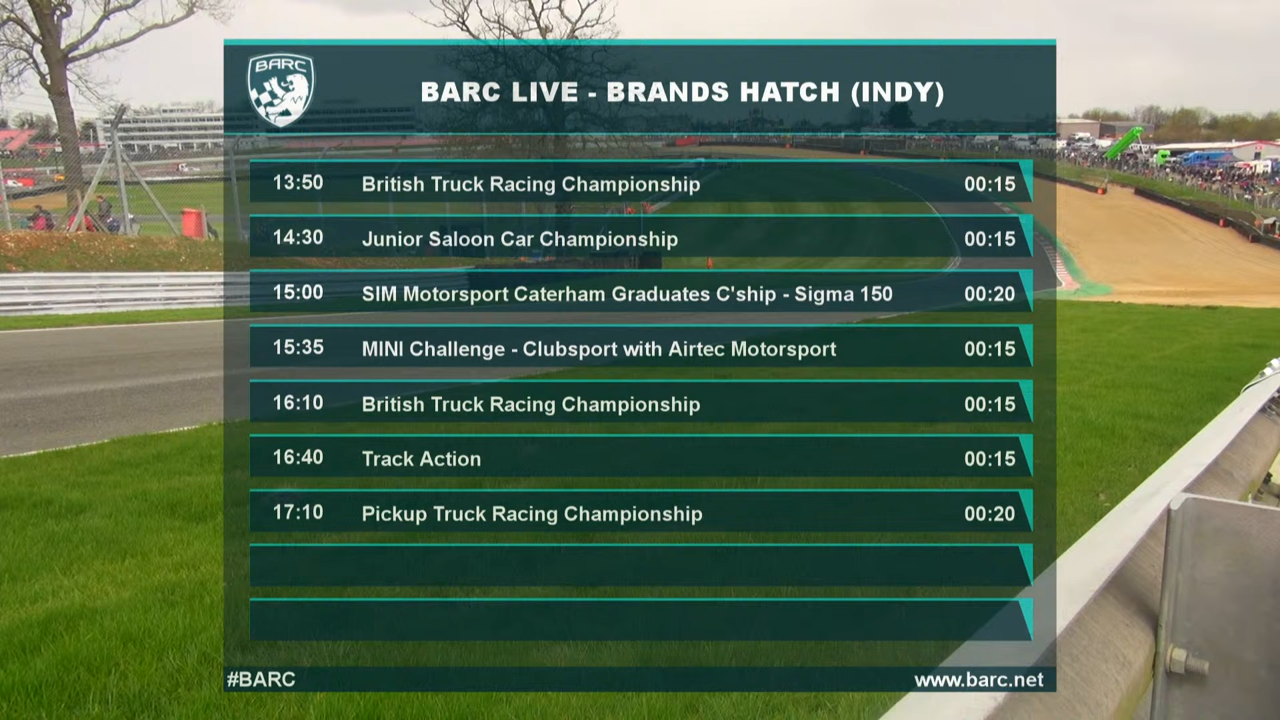 BARC
BARC LIVE - BRANDS HATCH (INDY)
13:50 British Truck Racing Championship 00:15
14:30 Junior Saloon Car Championship 00:15
15:00 SIM Motorsport Caterham Graduates C'ship - Sigma 150 00:20
15:35 MINI Challenge - Clubsport with Airtec Motorsport 00:15
16:10 British Truck Racing Championship 00:15
16:40 Track Action 00:15
17:10 Pickup Truck Racing Championship 00:20
#BARC www.barc.net